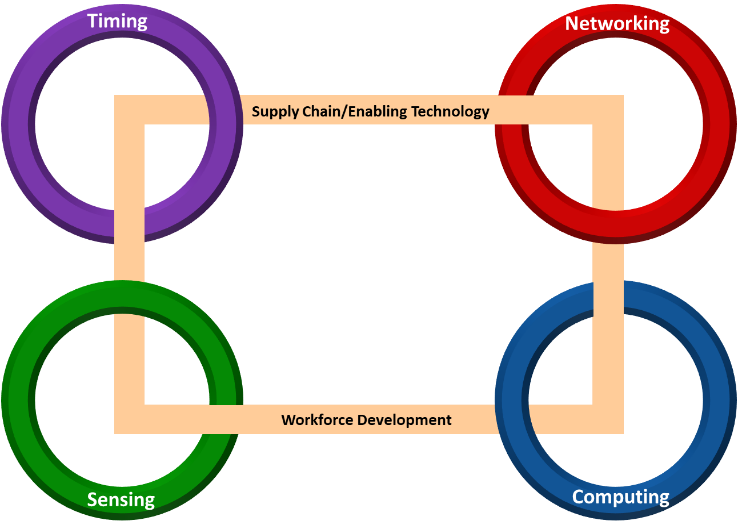 Timing
Networking
Supply Chain/Enabling Technology
Workforce Development
Sensing
Computing